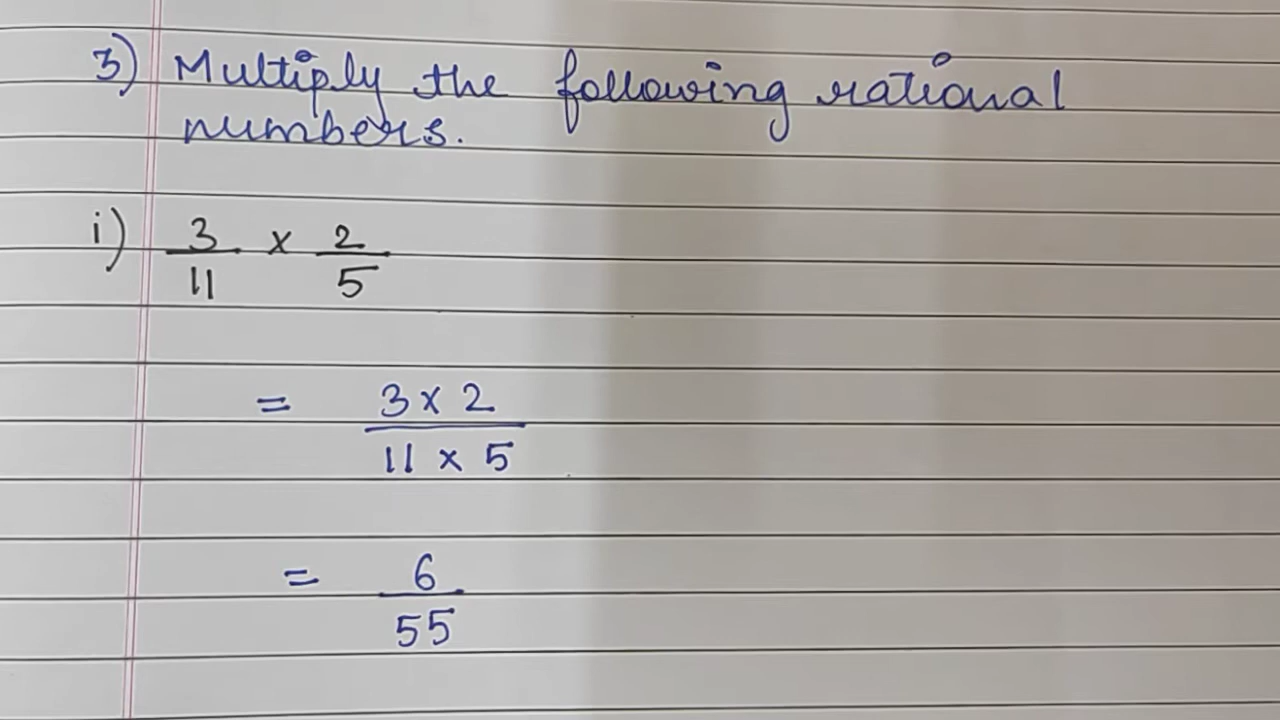 3) Multiply the following rational
numbers.
i) 3/11 x 2/5
= 3 x 2 / 11 x 5
= 6/55